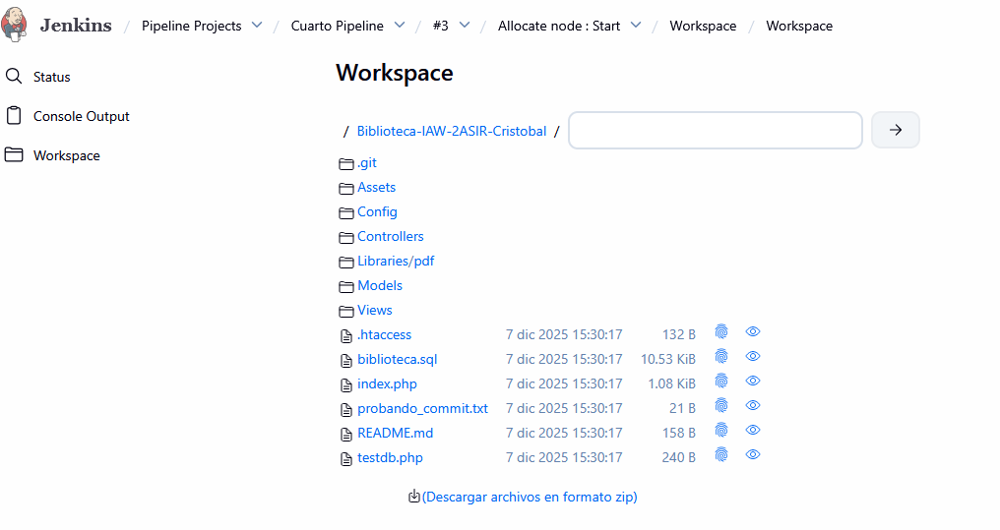 Jenkins / Pipeline Projects / Cuarto Pipeline / #3 / Allocate node : Start / Workspace / Workspace
Status
Console Output
Workspace
Workspace
/ Biblioteca-IAW-2ASIR-Cristobal /
.git
Assets
Config
Controllers
Libraries/pdf
Models
Views
.htaccess 7 dic 2025 15:30:17 132 B
biblioteca.sql 7 dic 2025 15:30:17 10.53 KiB
index.php 7 dic 2025 15:30:17 1.08 KiB
probando_commit.txt 7 dic 2025 15:30:17 21 B
README.md 7 dic 2025 15:30:17 158 B
testdb.php 7 dic 2025 15:30:17 240 B
(Descargar archivos en formato zip)